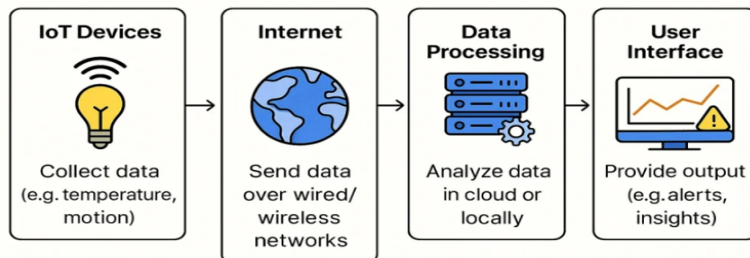 IoT Devices
Collect data
(e.g. temperature,
motion)
Internet
Send data
over wired/
wireless
networks
Data
Processing
Analyze data
in cloud or
locally
User
Interface
Provide output
(e.g. alerts,
insights)